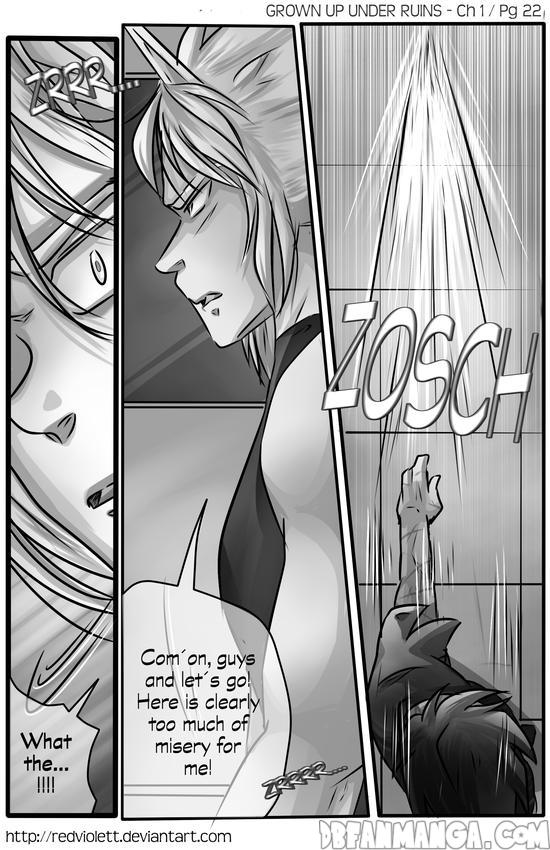 GROWN UP UNDER RUINS - Ch 1 / Pg 22
ZRRR...
What
the...
!!!!
Com´on, guys
and let´s go!
Here is clearly
too much of
misery for
me!
ZRRRR...
ZOSCH
http://redviolett.deviantart.com
DBFANMANGA.COM